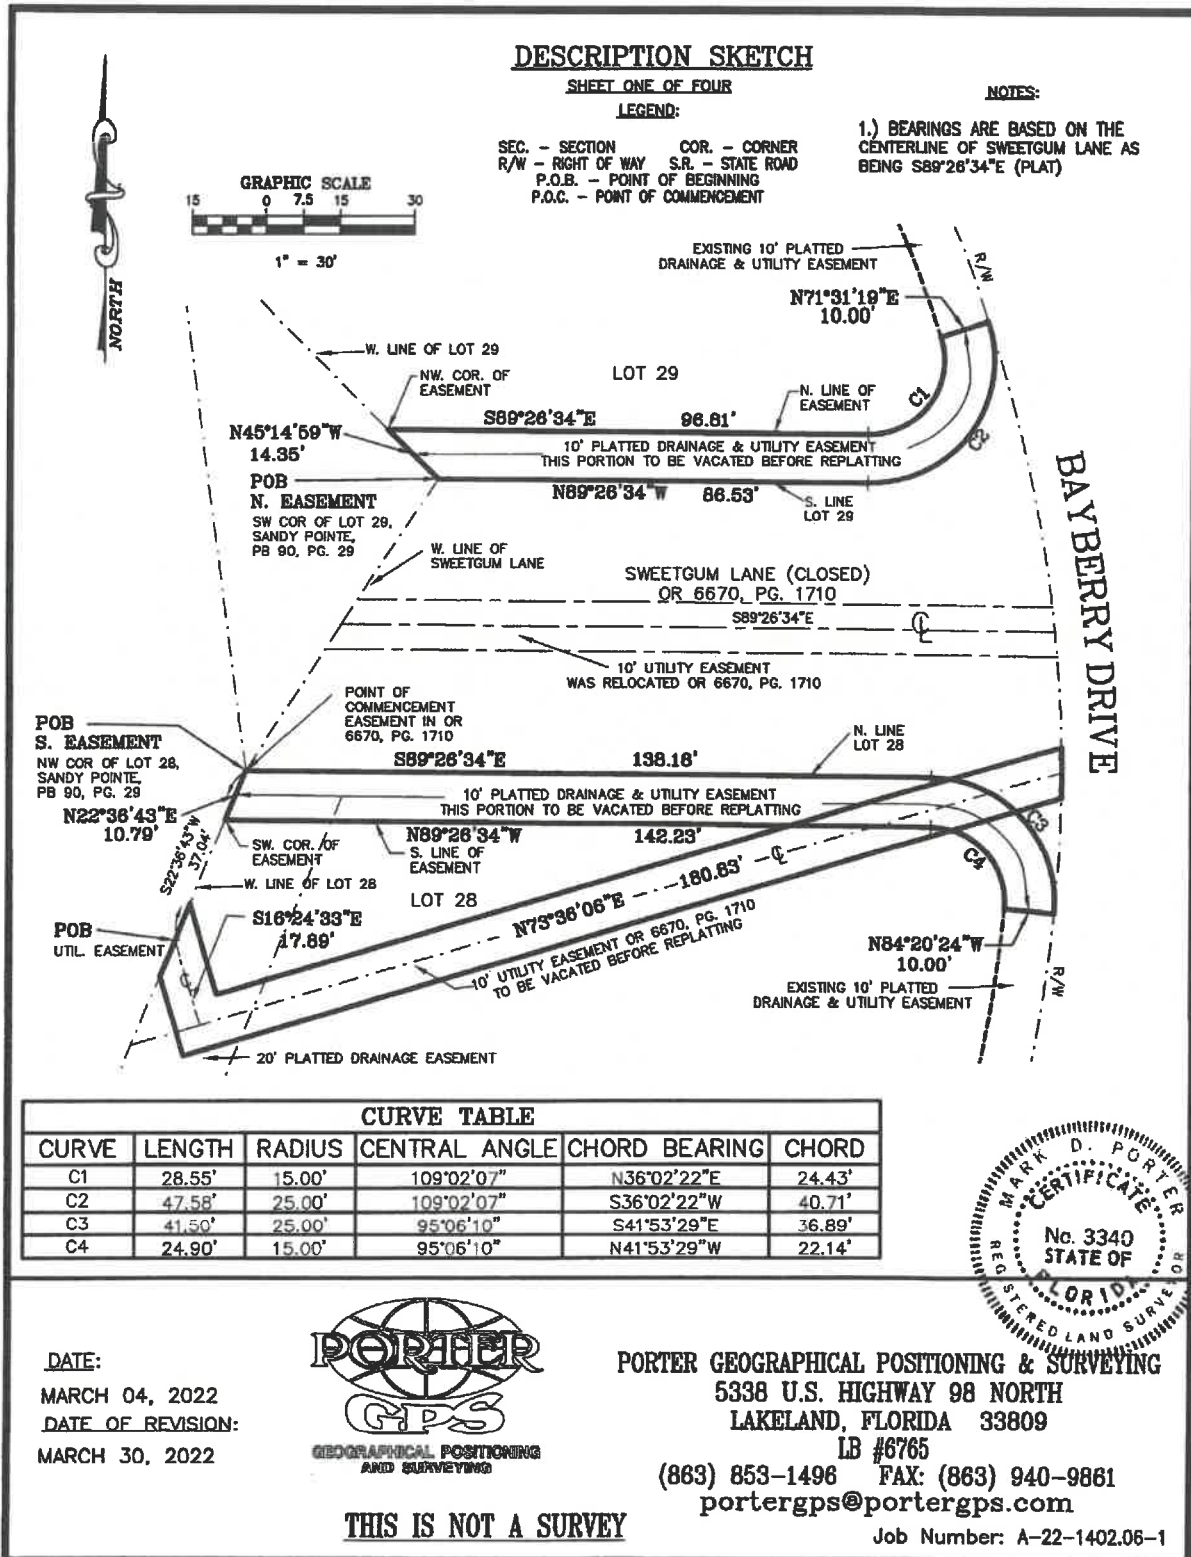 DESCRIPTION SKETCH
SHEET ONE OF FOUR
LEGEND:
SEC. - SECTION COR. - CORNER
R/W - RIGHT OF WAY S.R. - STATE ROAD
P.O.B. - POINT OF BEGINNING
P.O.C. - POINT OF COMMENCEMENT
NOTES:
1.) BEARINGS ARE BASED ON THE
CENTERLINE OF SWEETGUM LANE AS
BEING S89°26'34"E (PLAT)
NORTH
GRAPHIC SCALE
15 0 7.5 15 30
1" = 30'
EXISTING 10' PLATTED
DRAINAGE & UTILITY EASEMENT
R/W
N71°31'19"E
10.00'
W. LINE OF LOT 29
NW. COR. OF
EASEMENT
LOT 29
N. LINE OF
EASEMENT
C1
C2
S89°26'34"E 96.81'
N45°14'59"W
14.35'
10' PLATTED DRAINAGE & UTILITY EASEMENT
THIS PORTION TO BE VACATED BEFORE REPLATTING
POB
N. EASEMENT
SW COR OF LOT 29,
SANDY POINTE,
PB 90, PG. 29
N89°26'34"W 86.53'
S. LINE
LOT 29
W. LINE OF
SWEETGUM LANE
SWEETGUM LANE (CLOSED)
OR 6670, PG. 1710
S89°26'34"E
CL
10' UTILITY EASEMENT
WAS RELOCATED OR 6670, PG. 1710
BAYBERRY DRIVE
POINT OF
COMMENCEMENT
EASEMENT IN OR
6670, PG. 1710
POB
S. EASEMENT
NW COR OF LOT 28,
SANDY POINTE,
PB 90, PG. 29
N22°36'43"E
10.79'
S89°26'34"E 138.18'
N. LINE
LOT 28
10' PLATTED DRAINAGE & UTILITY EASEMENT
THIS PORTION TO BE VACATED BEFORE REPLATTING
N89°26'34"W 142.23'
SW. COR. OF
EASEMENT
S. LINE OF
EASEMENT
C3
C4
S22°36'43"W
37.04'
W. LINE OF LOT 28
LOT 28
S16°24'33"E
17.89'
POB
UTIL. EASEMENT
CL
N73°36'06"E 180.83' CL
10' UTILITY EASEMENT OR 6670, PG. 1710
TO BE VACATED BEFORE REPLATTING
N84°20'24"W
10.00'
EXISTING 10' PLATTED
DRAINAGE & UTILITY EASEMENT
R/W
20' PLATTED DRAINAGE EASEMENT
CURVE TABLE
CURVE LENGTH RADIUS CENTRAL ANGLE CHORD BEARING CHORD
C1 28.55' 15.00' 109°02'07" N36°02'22"E 24.43'
C2 47.58' 25.00' 109°02'07" S36°02'22"W 40.71'
C3 41.50' 25.00' 95°06'10" S41°53'29"E 36.89'
C4 24.90' 15.00' 95°06'10" N41°53'29"W 22.14'
MARK D. PORTER
CERTIFICATE
No. 3340
STATE OF
FLORIDA
REGISTERED LAND SURVEYOR
DATE:
MARCH 04, 2022
DATE OF REVISION:
MARCH 30, 2022
PORTER
GPS
GEOGRAPHICAL POSITIONING
AND SURVEYING
THIS IS NOT A SURVEY
PORTER GEOGRAPHICAL POSITIONING & SURVEYING
5338 U.S. HIGHWAY 98 NORTH
LAKELAND, FLORIDA 33809
LB #6765
(863) 853-1496 FAX: (863) 940-9861
portergps@portergps.com
Job Number: A-22-1402.06-1